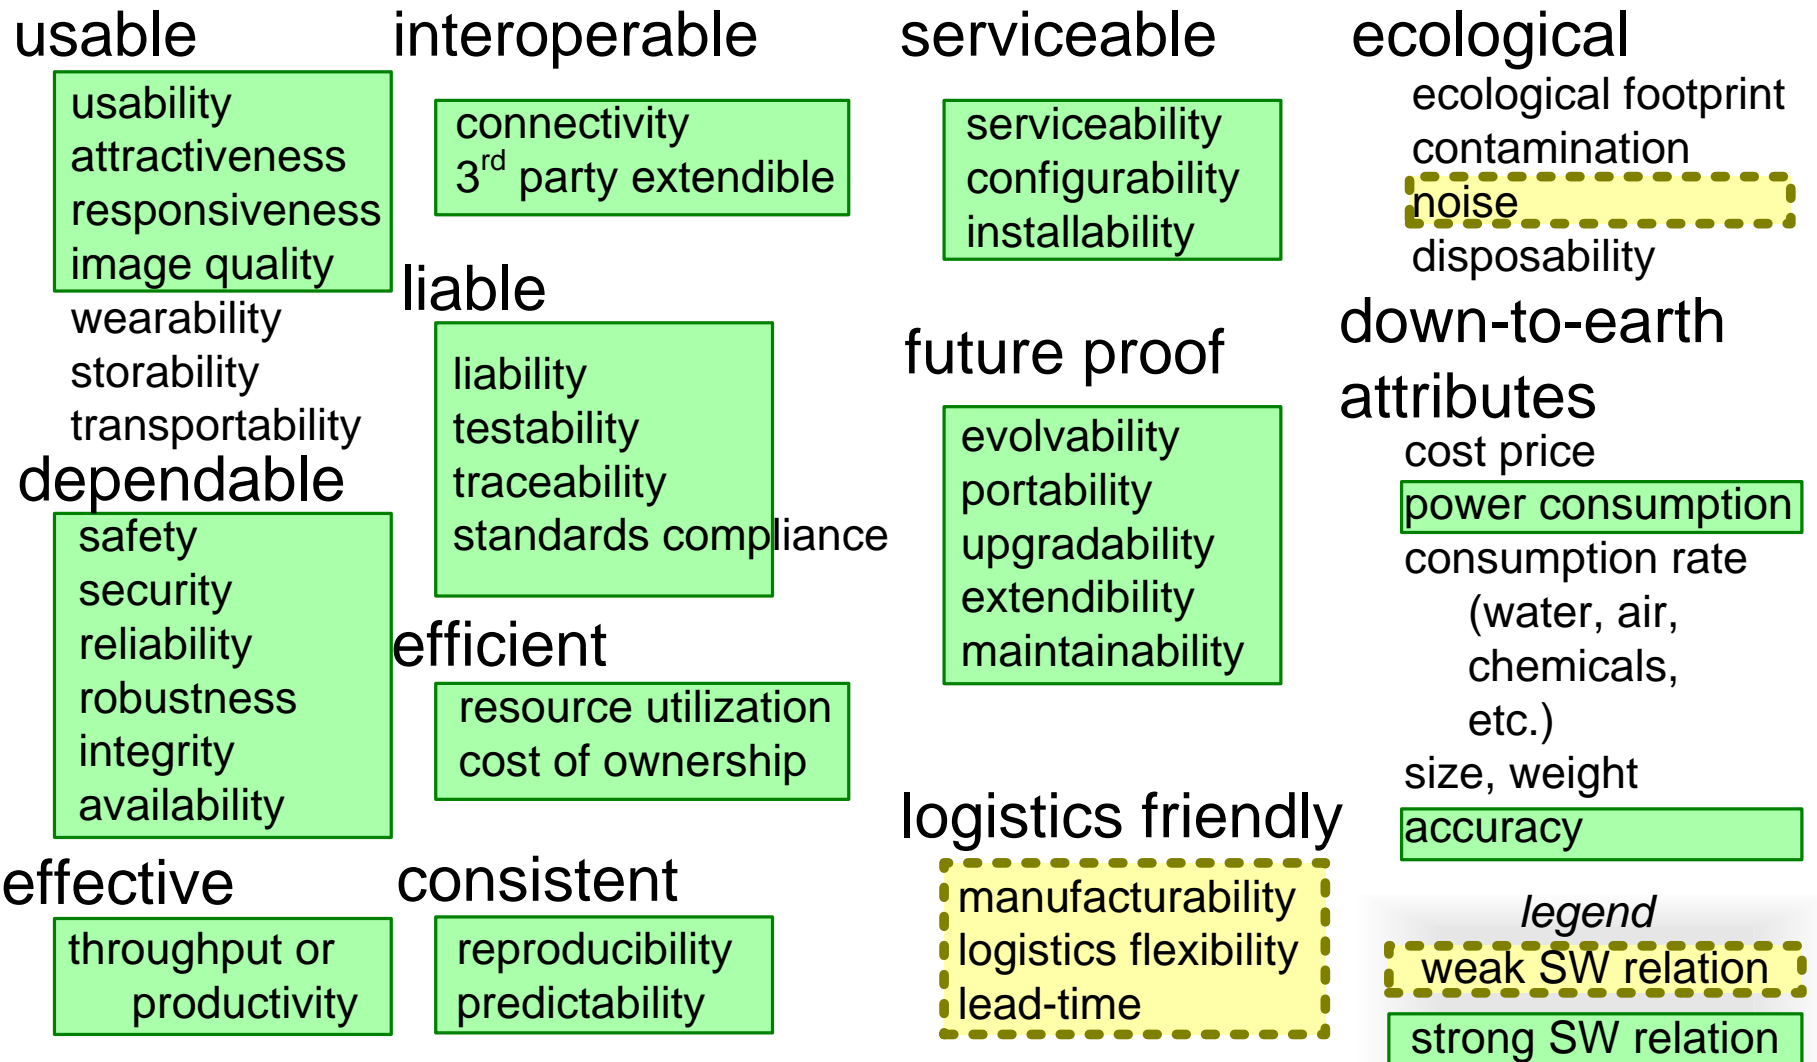 usable
usability
attractiveness
responsiveness
image quality
wearability
storability
transportability
dependable
safety
security
reliability
robustness
integrity
availability
effective
throughput or
productivity
interoperable
connectivity
3rd party extendible
liable
liability
testability
traceability
standards compliance
efficient
resource utilization
cost of ownership
consistent
reproducibility
predictability
serviceable
serviceability
configurability
installability
future proof
evolvability
portability
upgradability
extendibility
maintainability
logistics friendly
manufacturability
logistics flexibility
lead-time
ecological
ecological footprint
contamination
noise
disposability
down-to-earth
attributes
cost price
power consumption
consumption rate
(water, air,
chemicals,
etc.)
size, weight
accuracy
legend
weak SW relation
strong SW relation